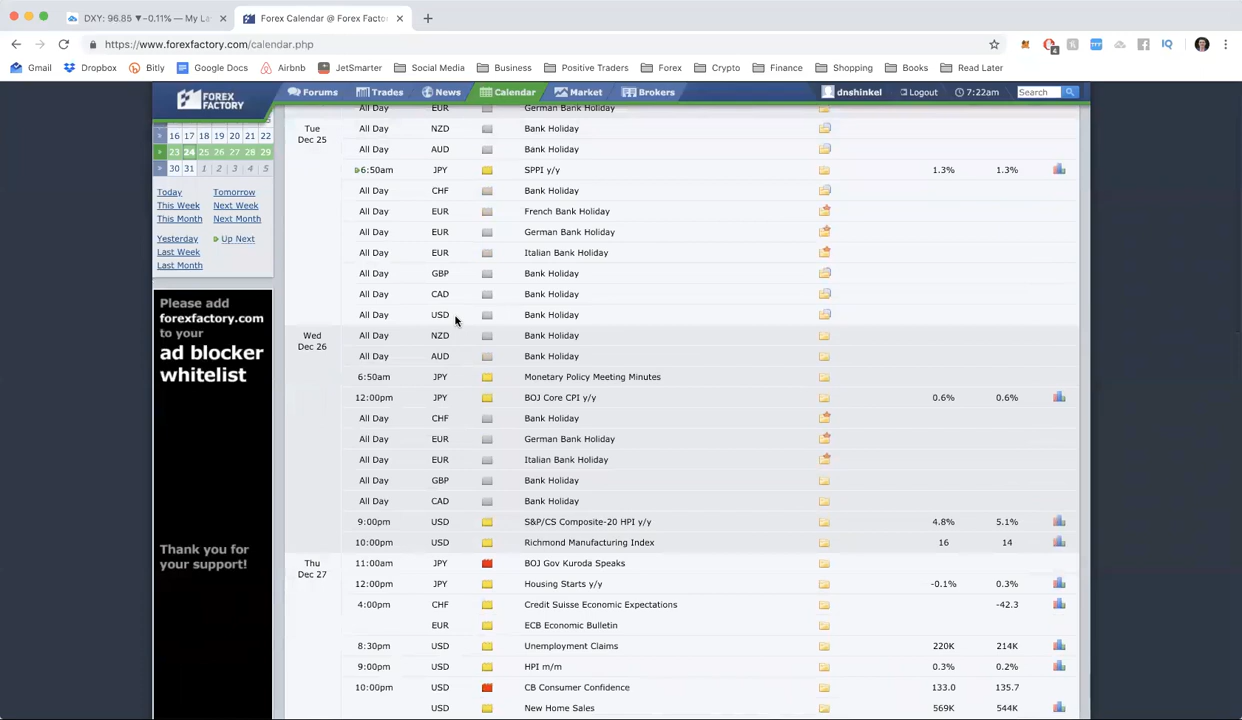 DXY: 96.85 ▼−0.11% — My La
Forex Calendar @ Forex Facto
https://www.forexfactory.com/calendar.php
4
IQ
Gmail Dropbox Bitly Google Docs Airbnb JetSmarter Social Media Business Positive Traders Forex Crypto Finance Shopping Books Read Later
FOREX FACTORY
Forums Trades News Calendar Market Brokers dnshinkel Logout 7:22am Search
16 17 18 19 20 21 22
23 24 25 26 27 28 29
30 31 1 2 3 4 5
Today Tomorrow
This Week Next Week
This Month Next Month
Yesterday Up Next
Last Week
Last Month
Please add
forexfactory.com
to your
ad blocker
whitelist
Thank you for
your support!
All Day EUR German Bank Holiday
Tue
Dec 25
All Day NZD Bank Holiday
All Day AUD Bank Holiday
6:50am JPY SPPI y/y 1.3% 1.3%
All Day CHF Bank Holiday
All Day EUR French Bank Holiday
All Day EUR German Bank Holiday
All Day EUR Italian Bank Holiday
All Day GBP Bank Holiday
All Day CAD Bank Holiday
All Day USD Bank Holiday
Wed
Dec 26
All Day NZD Bank Holiday
All Day AUD Bank Holiday
6:50am JPY Monetary Policy Meeting Minutes
12:00pm JPY BOJ Core CPI y/y 0.6% 0.6%
All Day CHF Bank Holiday
All Day EUR German Bank Holiday
All Day EUR Italian Bank Holiday
All Day GBP Bank Holiday
All Day CAD Bank Holiday
9:00pm USD S&P/CS Composite-20 HPI y/y 4.8% 5.1%
10:00pm USD Richmond Manufacturing Index 16 14
Thu
Dec 27
11:00am JPY BOJ Gov Kuroda Speaks
12:00pm JPY Housing Starts y/y -0.1% 0.3%
4:00pm CHF Credit Suisse Economic Expectations -42.3
EUR ECB Economic Bulletin
8:30pm USD Unemployment Claims 220K 214K
9:00pm USD HPI m/m 0.3% 0.2%
10:00pm USD CB Consumer Confidence 133.0 135.7
USD New Home Sales 569K 544K